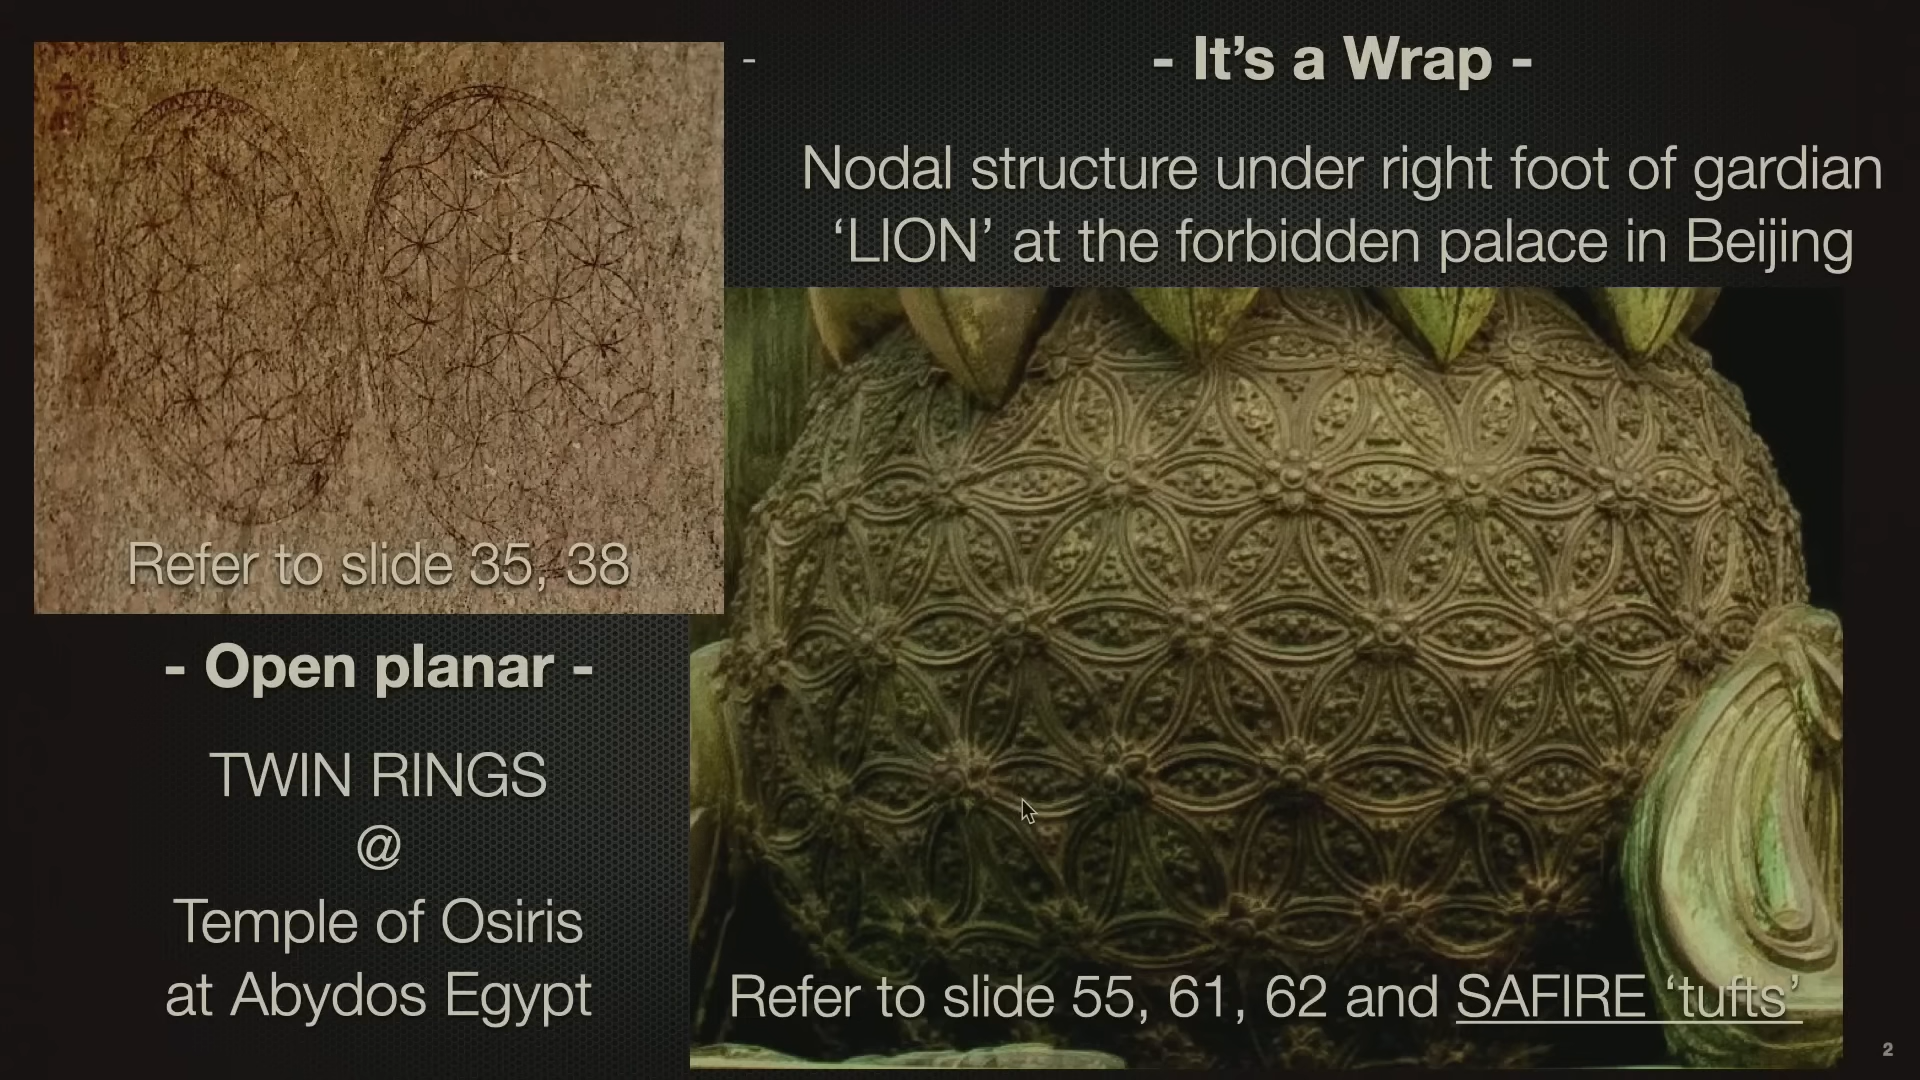 -
- It’s a Wrap -
Nodal structure under right foot of gardian
‘LION’ at the forbidden palace in Beijing
Refer to slide 35, 38
- Open planar -
TWIN RINGS
@
Temple of Osiris
at Abydos Egypt
Refer to slide 55, 61, 62 and SAFIRE ‘tufts’
2